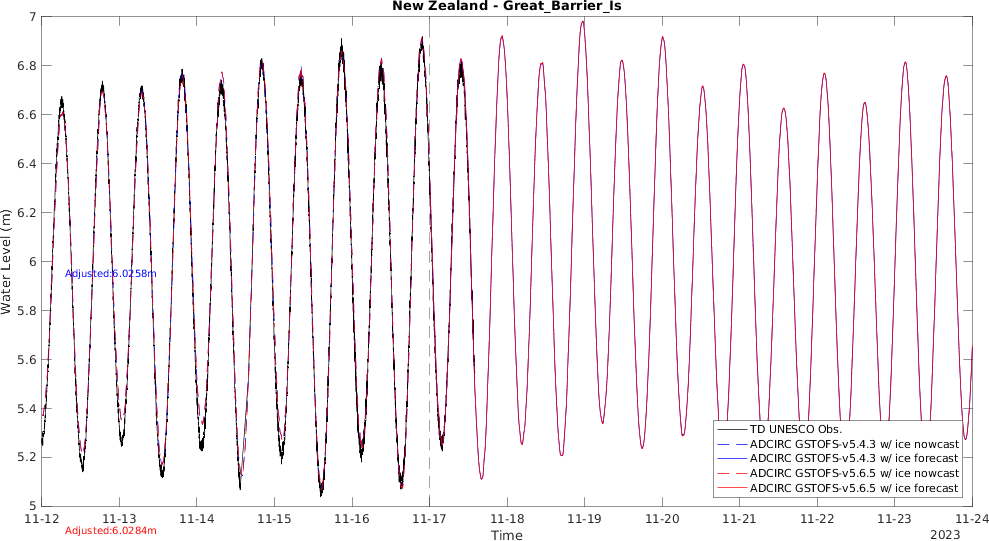 New Zealand - Great_Barrier_Is
7
6.8
6.6
6.4
6.2
6
5.8
5.6
5.4
5.2
5
Water Level (m)
Adjusted:6.0258m
TD UNESCO Obs.
ADCIRC GSTOFS-v5.4.3 w/ ice nowcast
ADCIRC GSTOFS-v5.4.3 w/ ice forecast
ADCIRC GSTOFS-v5.6.5 w/ ice nowcast
ADCIRC GSTOFS-v5.6.5 w/ ice forecast
11-12 11-13 11-14 11-15 11-16 11-17 11-18 11-19 11-20 11-21 11-22 11-23 11-24
Adjusted:6.0284m
Time
2023